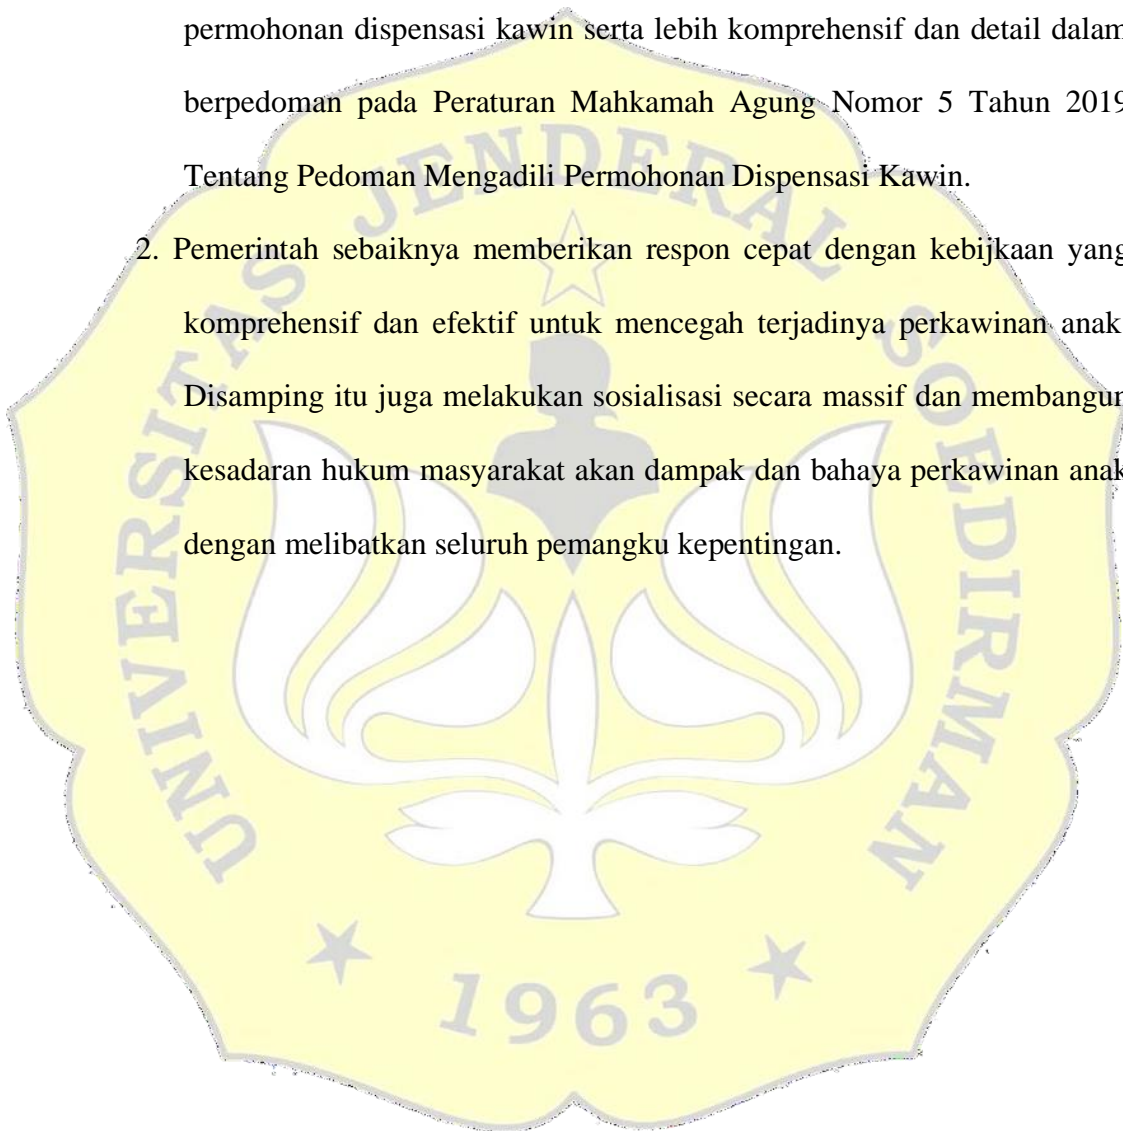 permohonan dispensasi kawin serta lebih komprehensif dan detail dalam
berpedoman pada Peraturan Mahkamah Agung Nomor 5 Tahun 2019
Tentang Pedoman Mengadili Permohonan Dispensasi Kawin.
2. Pemerintah sebaiknya memberikan respon cepat dengan kebijkaan yang
komprehensif dan efektif untuk mencegah terjadinya perkawinan anak.
Disamping itu juga melakukan sosialisasi secara massif dan membangun
kesadaran hukum masyarakat akan dampak dan bahaya perkawinan anak
dengan melibatkan seluruh pemangku kepentingan.
UNIVERSITAS JENDERAL SOEDIRMAN
1963